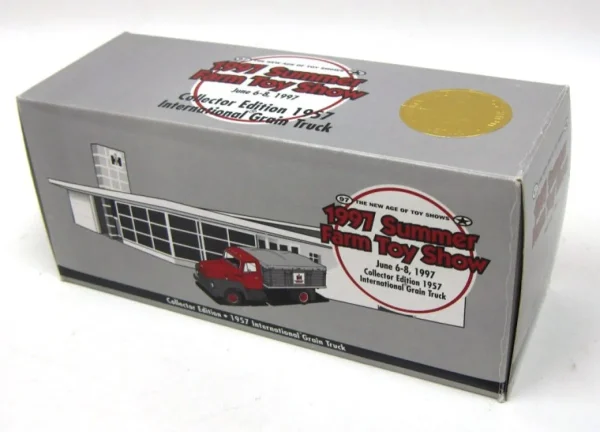 THE NEW AGE OF TOY SHOWS
1997 Summer
Farm Toy Show
June 6-8, 1997
Collector Edition 1957
International Grain Truck
97 THE NEW AGE OF TOY SHOWS
1997 Summer
Farm Toy Show
June 6-8, 1997
Collector Edition 1957
International Grain Truck
Collector Edition • 1957 International Grain Truck